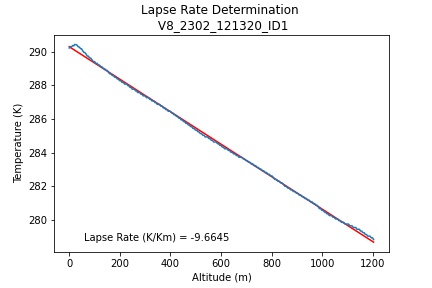 Lapse Rate Determination
V8_2302_121320_ID1
290
288
286
284
282
280
Temperature (K)
Lapse Rate (K/Km) = -9.6645
0 200 400 600 800 1000 1200
Altitude (m)